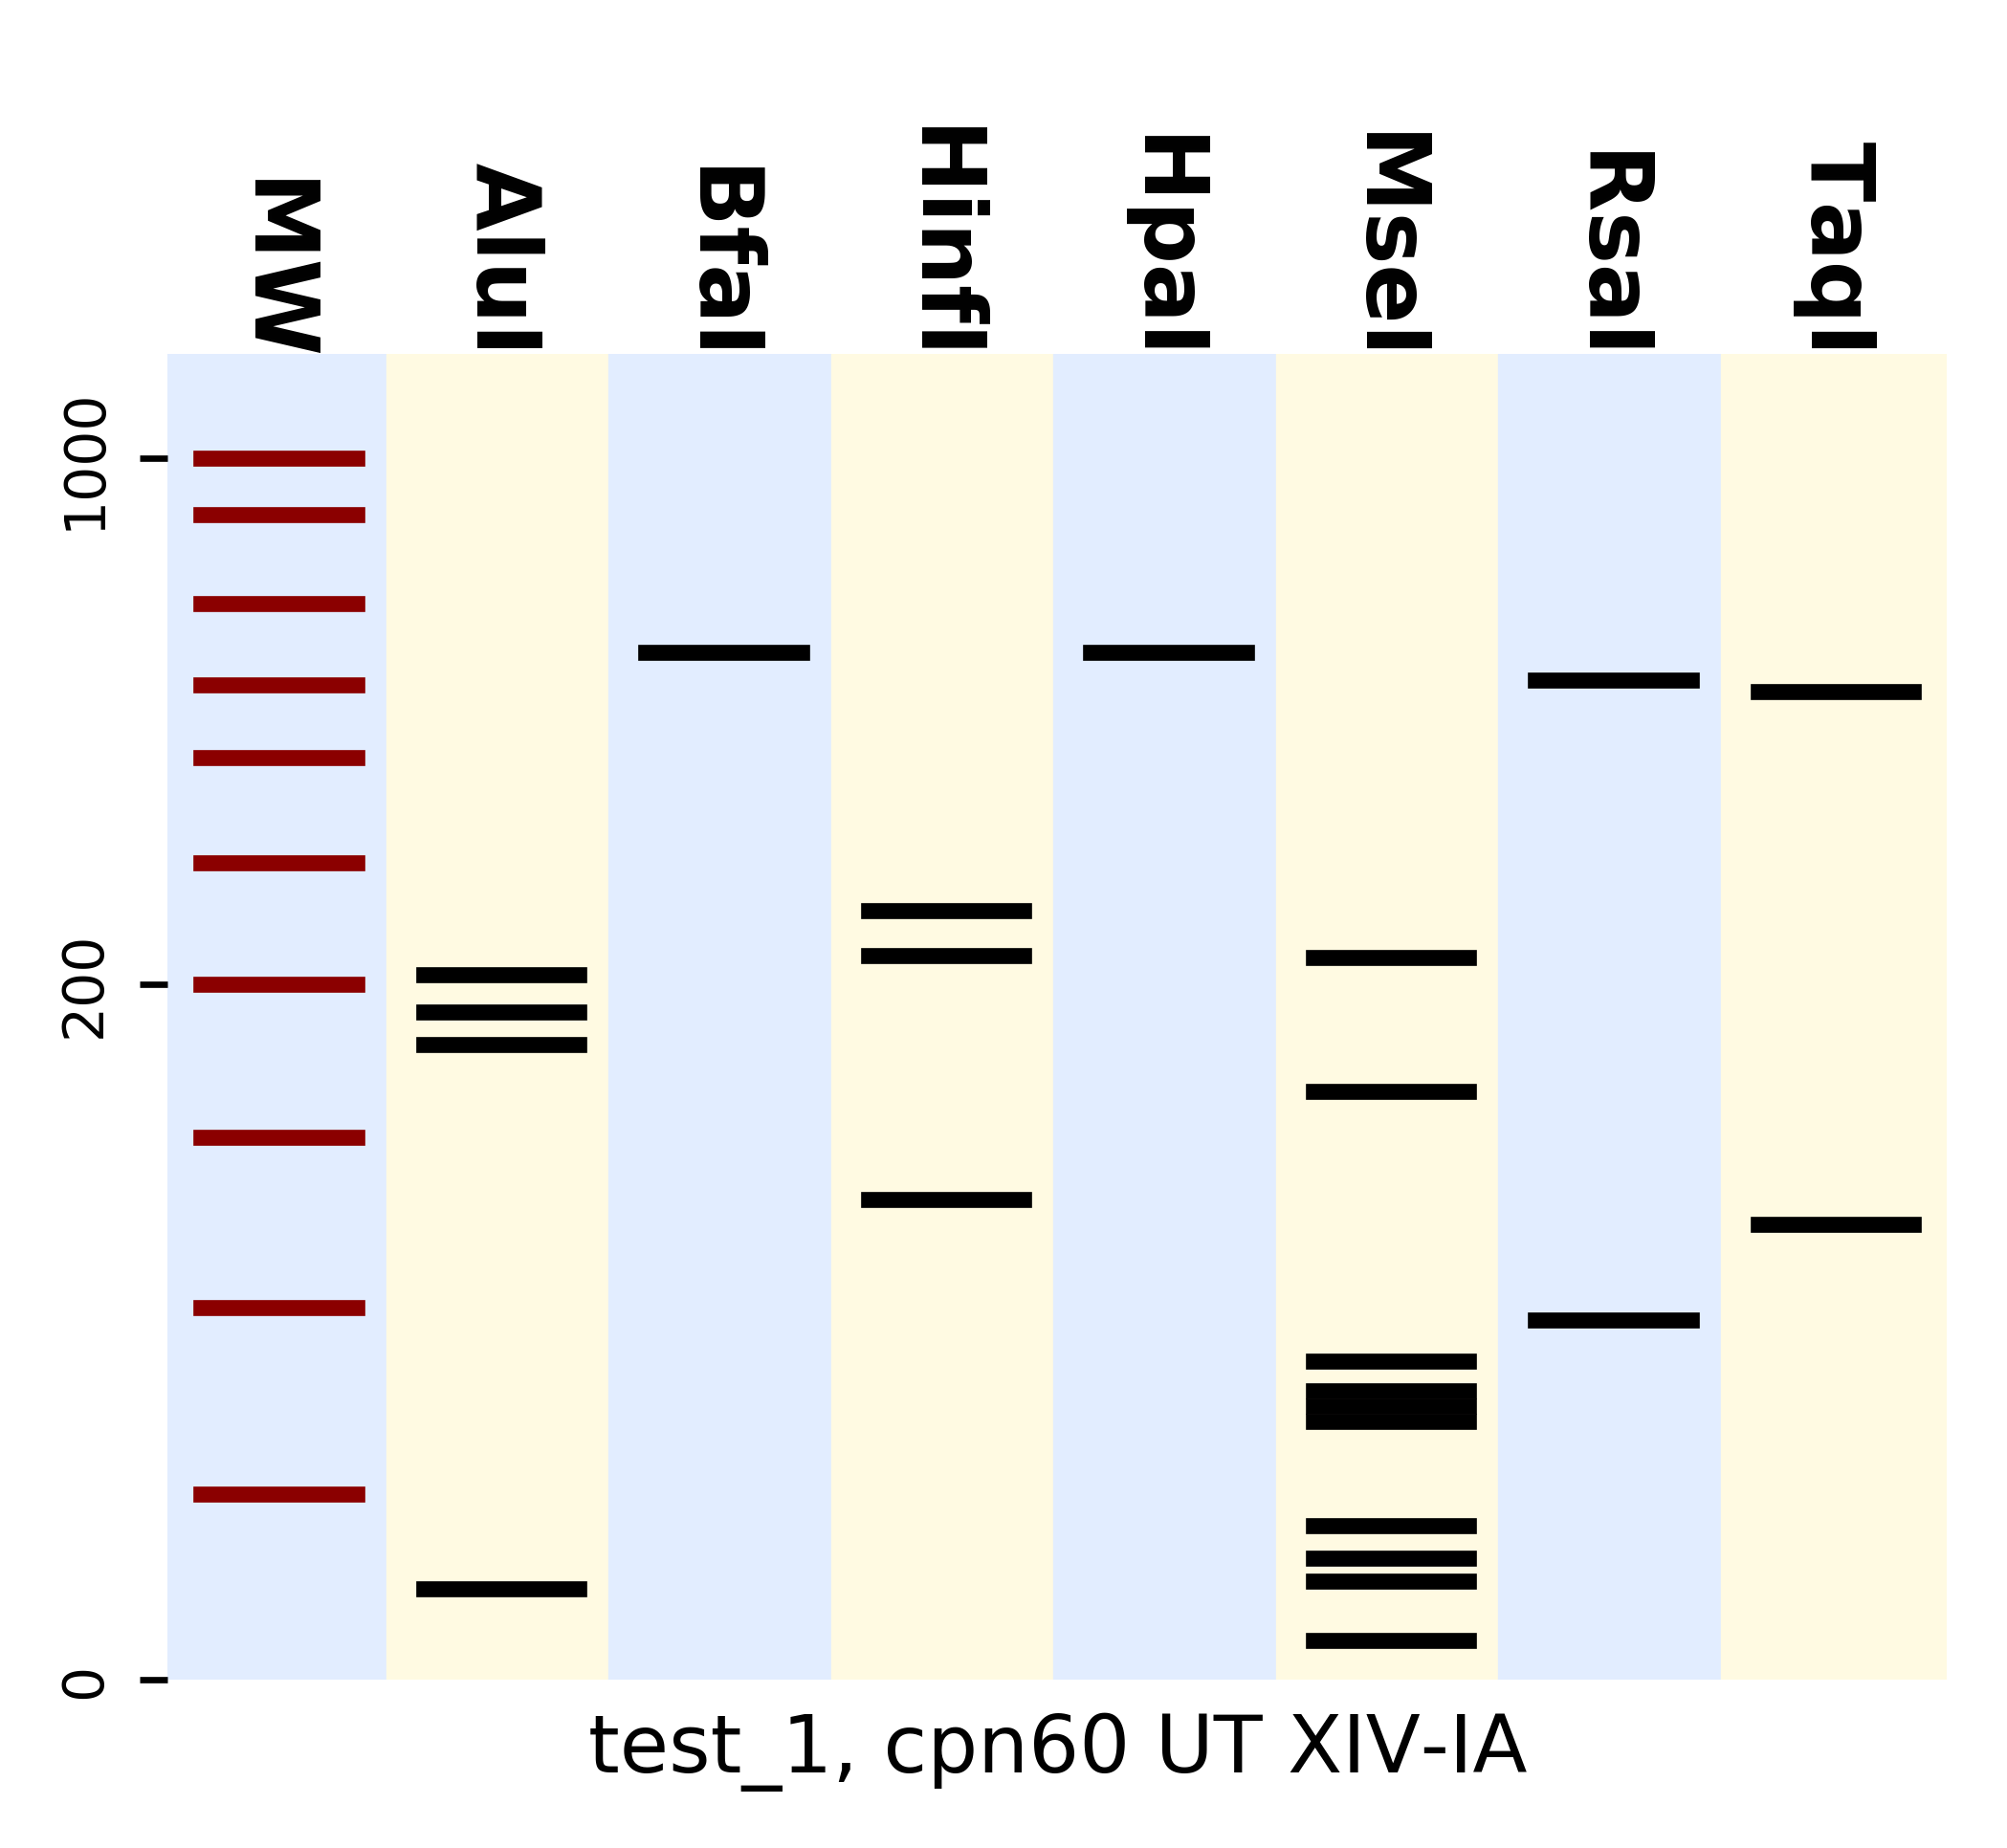 MW
AluI
BfaI
HinfI
HpaI
MseI
RsaI
TaqI
1000
200
0
test_1, cpn60 UT XIV-IA